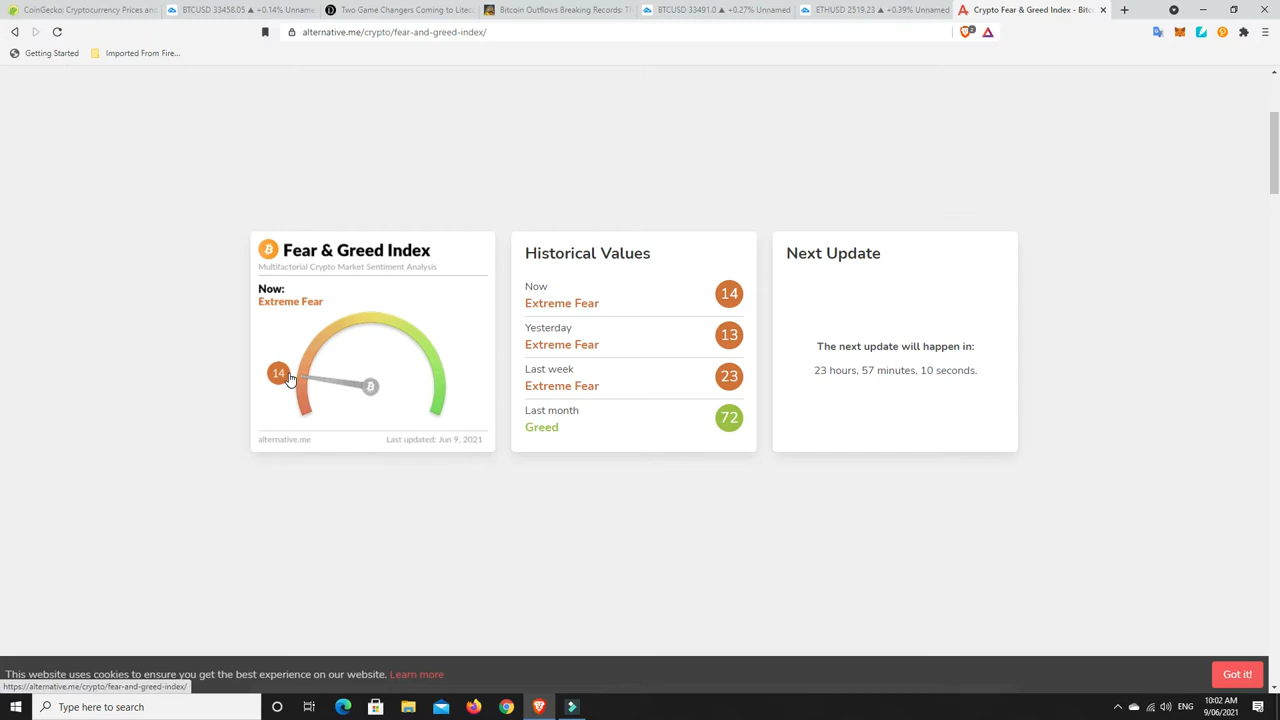 CoinGecko: Cryptocurrency Prices and
BTCUSD 33458.05 ▲ +0.14% Unname
Two Game Changers Coming to Litec
Bitcoin Outflows Breaking Records: T
BTCUSD 33491.0 ▲ +0.27% Unnamed
ETHUSD 2519.23 ▲ +0.39% Unnamed
Crypto Fear & Greed Index - Bitco
alternative.me/crypto/fear-and-greed-index/
Getting Started
Imported From Fire...
Fear & Greed Index
Multifactorial Crypto Market Sentiment Analysis
Now:
Extreme Fear
14
alternative.me
Last updated: Jun 9, 2021
Historical Values
Now
Extreme Fear
14
Yesterday
Extreme Fear
13
Last week
Extreme Fear
23
Last month
Greed
72
Next Update
The next update will happen in:
23 hours, 57 minutes, 10 seconds.
This website uses cookies to ensure you get the best experience on our website. Learn more
Got it!
https://alternative.me/crypto/fear-and-greed-index/
Type here to search
ENG
10:02 AM
9/06/2021